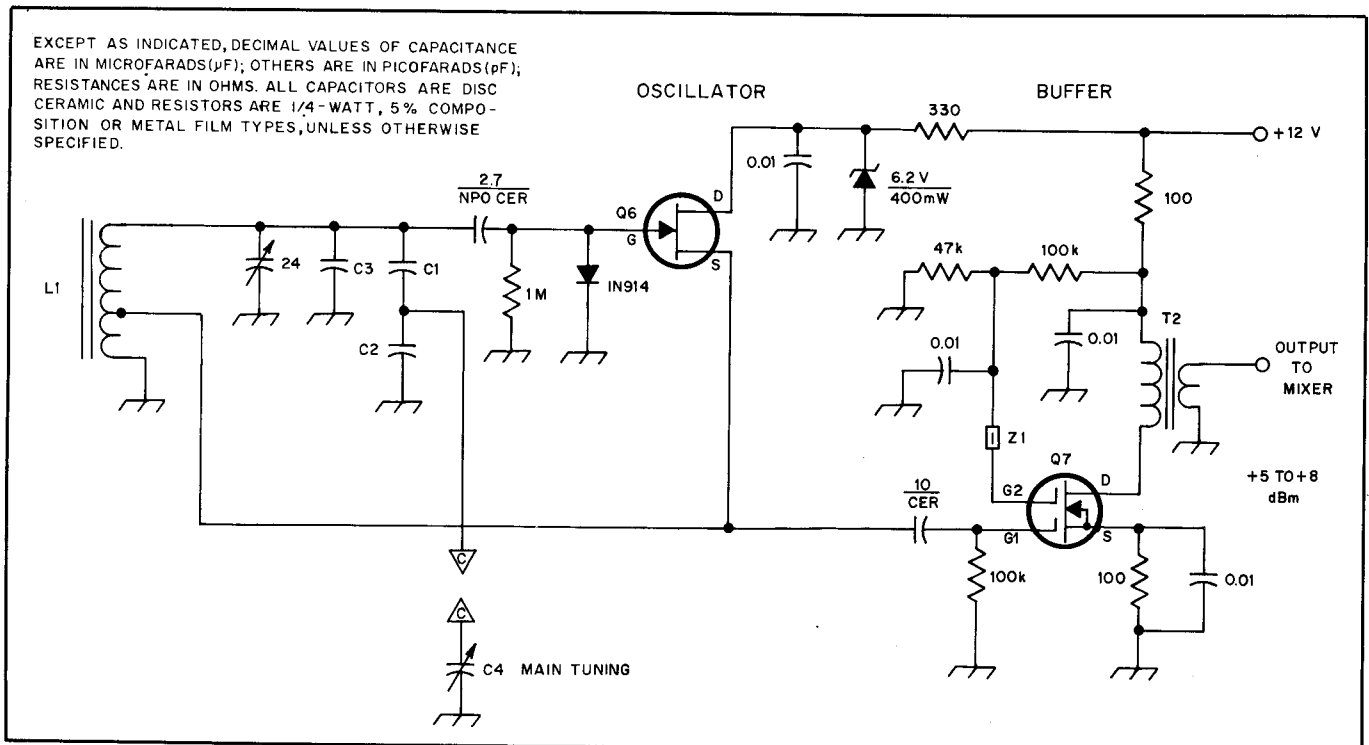 EXCEPT AS INDICATED, DECIMAL VALUES OF CAPACITANCE
ARE IN MICROFARADS (µF); OTHERS ARE IN PICOFARADS (pF);
RESISTANCES ARE IN OHMS. ALL CAPACITORS ARE DISC
CERAMIC AND RESISTORS ARE 1/4-WATT, 5% COMPO-
SITION OR METAL FILM TYPES, UNLESS OTHERWISE
SPECIFIED.
OSCILLATOR
BUFFER
330
+12 V
0.01
6.2 V
400mW
100
2.7
NPO CER
Q6
D
G
S
47k
100k
L1
24
C3
C1
1M
IN914
C2
0.01
0.01
T2
OUTPUT
TO
MIXER
Z1
Q7
G2
D
+5 TO +8
dBm
10
CER
G1
S
100k
100
0.01
C
C
C4 MAIN TUNING